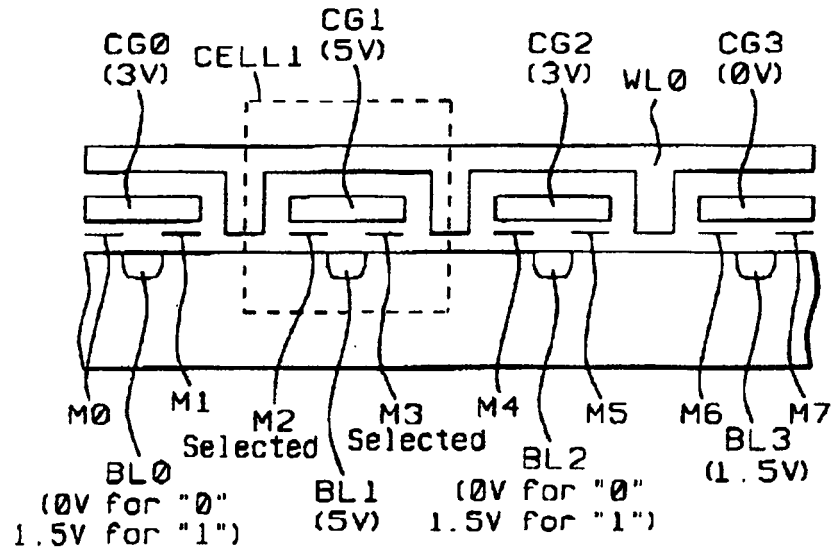 CG0
(3V)
CELL1
CG1
(5V)
CG2
(3V)
WL0
CG3
(0V)
M0
M1
M2
Selected
M3
Selected
M4
M5
M6
M7
BL0
(0V for "0"
1.5V for "1")
BL1
(5V)
BL2
(0V for "0"
1.5V for "1")
BL3
(1.5V)